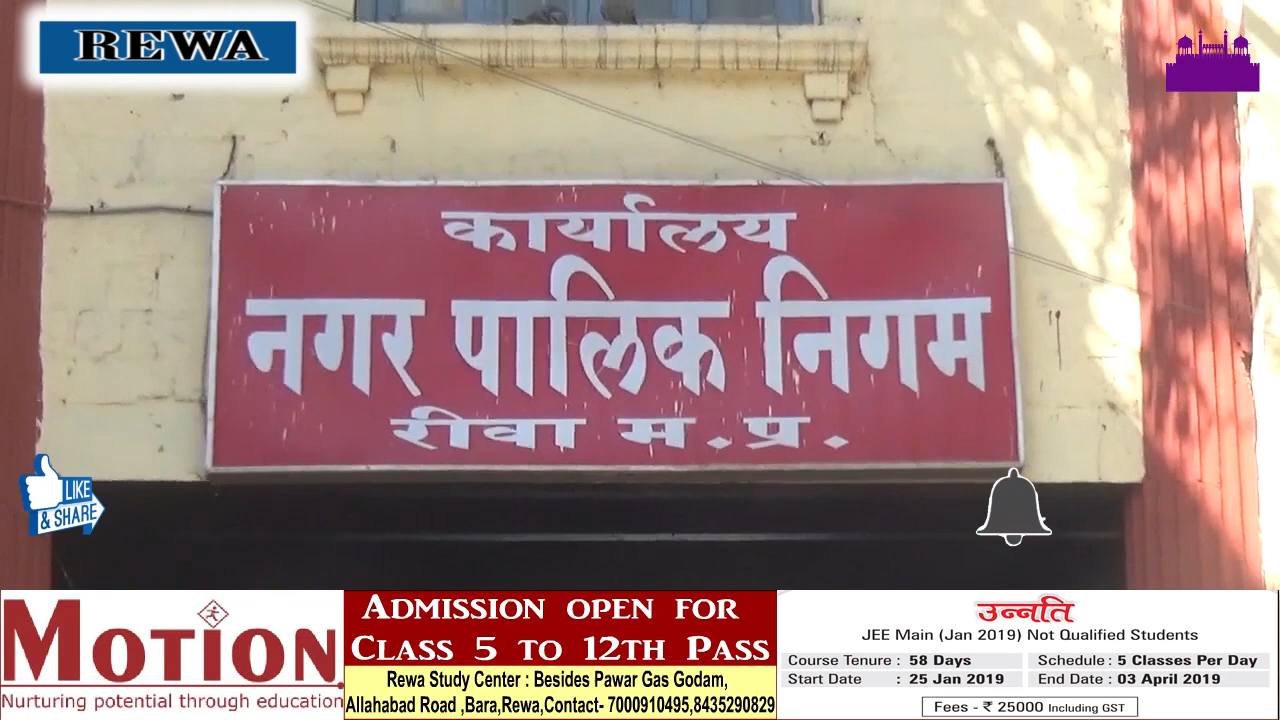 REWA
कार्यालय
नगर पालिक निगम
रीवा म.प्र.
LIKE
& SHARE
MOTION
Nurturing potential through education
ADMISSION OPEN FOR
CLASS 5 TO 12TH PASS
Rewa Study Center : Besides Pawar Gas Godam,
Allahabad Road ,Bara,Rewa,Contact- 7000910495,8435290829
उन्नति
JEE Main (Jan 2019) Not Qualified Students
Course Tenure : 58 Days Schedule : 5 Classes Per Day
Start Date : 25 Jan 2019 End Date : 03 April 2019
Fees - ₹ 25000 Including GST